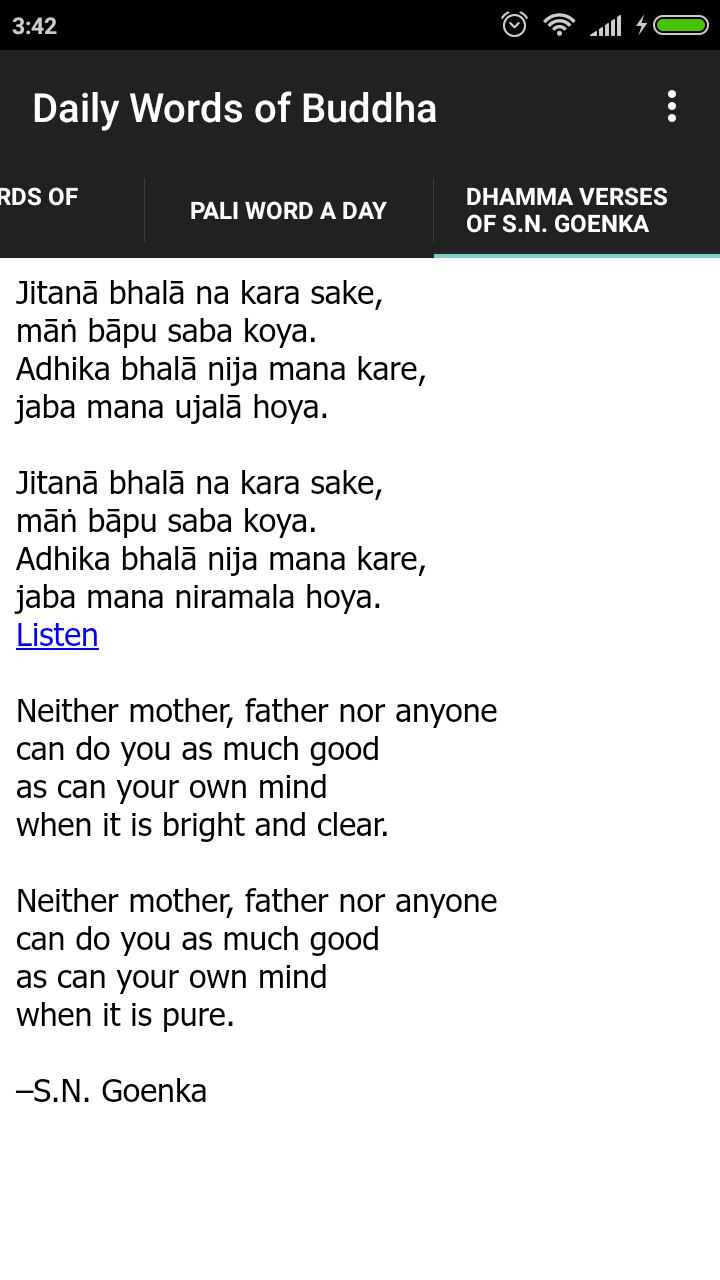 3:42
Daily Words of Buddha
RDS OF
PALI WORD A DAY
DHAMMA VERSES
OF S.N. GOENKA
Jitanā bhalā na kara sake,
māṅ bāpu saba koya.
Adhika bhalā nija mana kare,
jaba mana ujalā hoya.
Jitanā bhalā na kara sake,
māṅ bāpu saba koya.
Adhika bhalā nija mana kare,
jaba mana niramala hoya.
Listen
Neither mother, father nor anyone
can do you as much good
as can your own mind
when it is bright and clear.
Neither mother, father nor anyone
can do you as much good
as can your own mind
when it is pure.
–S.N. Goenka